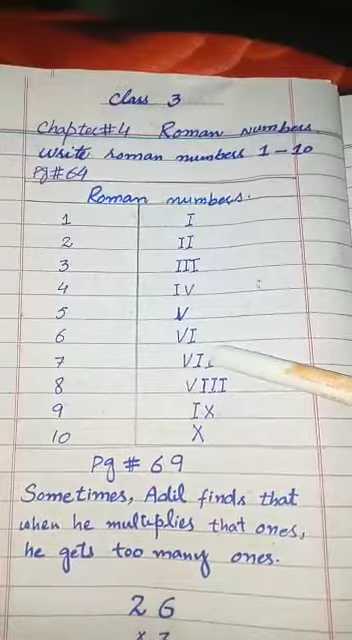 Class 3
Chapter#4 Roman Numbers
write roman numbers 1-10
Pg#64
Roman numbers.
1 I
2 II
3 III
4 IV
5 V
6 VI
7 VII
8 VIII
9 IX
10 X
Pg # 69
Sometimes, Adil finds that
when he multiplies that ones,
he gets too many ones.
26
x 7